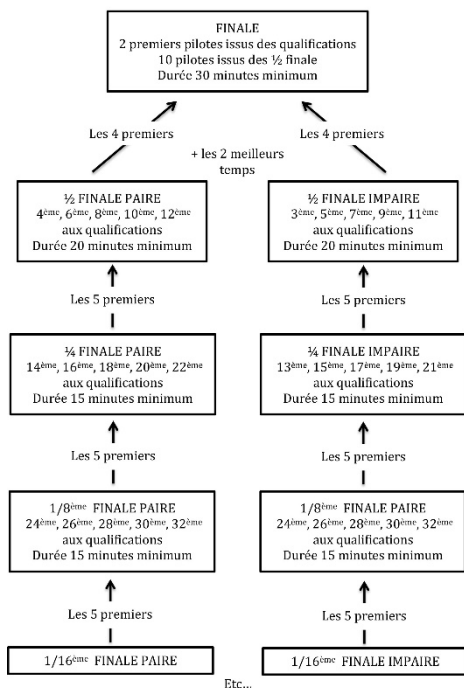 FINALE
2 premiers pilotes issus des qualifications
10 pilotes issus des ½ finale
Durée 30 minutes minimum
Les 4 premiers
Les 4 premiers
+ les 2 meilleurs
temps
½ FINALE PAIRE
4ème, 6ème, 8ème, 10ème, 12ème
aux qualifications
Durée 20 minutes minimum
½ FINALE IMPAIRE
3ème, 5ème, 7ème, 9ème, 11ème
aux qualifications
Durée 20 minutes minimum
Les 5 premiers
Les 5 premiers
¼ FINALE PAIRE
14ème, 16ème, 18ème, 20ème, 22ème
aux qualifications
Durée 15 minutes minimum
¼ FINALE IMPAIRE
13ème, 15ème, 17ème, 19ème, 21ème
aux qualifications
Durée 15 minutes minimum
Les 5 premiers
Les 5 premiers
1/8ème FINALE PAIRE
24ème, 26ème, 28ème, 30ème, 32ème
aux qualifications
Durée 15 minutes minimum
1/8ème FINALE PAIRE
24ème, 26ème, 28ème, 30ème, 32ème
aux qualifications
Durée 15 minutes minimum
Les 5 premiers
Les 5 premiers
1/16ème FINALE PAIRE
1/16ème FINALE IMPAIRE
Etc...